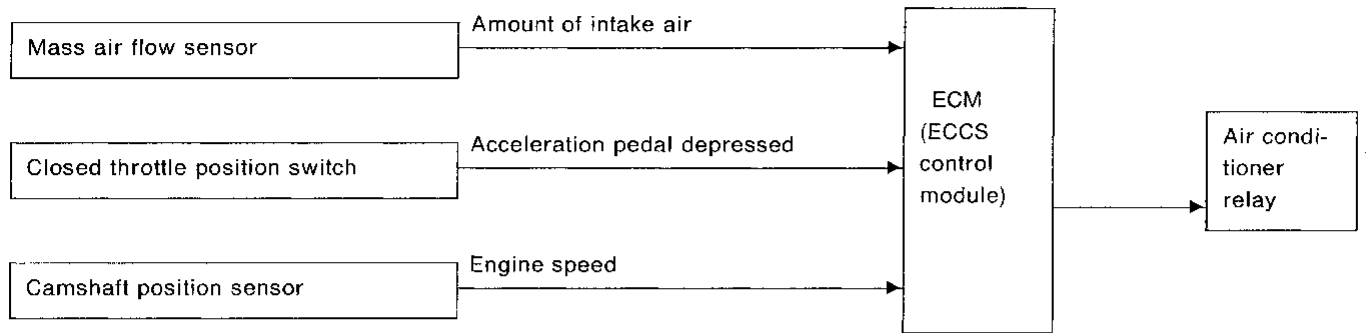 Mass air flow sensor
Amount of intake air
Closed throttle position switch
Acceleration pedal depressed
Camshaft position sensor
Engine speed
ECM
(ECCS
control
module)
Air condi-
tioner
relay